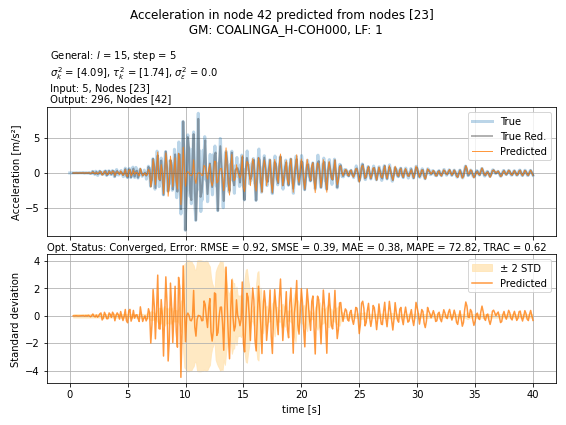 Acceleration in node 42 predicted from nodes [23]
GM: COALINGA_H-COH000, LF: 1
General: l = 15, step = 5
σ²ₖ = [4.09], τ²ₖ = [1.74], σ²ᵣ = 0.0
Input: 5, Nodes [23]
Output: 296, Nodes [42]
Acceleration [m/s²]
5
0
−5
True
True Red.
Predicted
Opt. Status: Converged, Error: RMSE = 0.92, SMSE = 0.39, MAE = 0.38, MAPE = 72.82, TRAC = 0.62
Standard deviation
4
2
0
−2
−4
± 2 STD
Predicted
0 5 10 15 20 25 30 35 40
time [s]